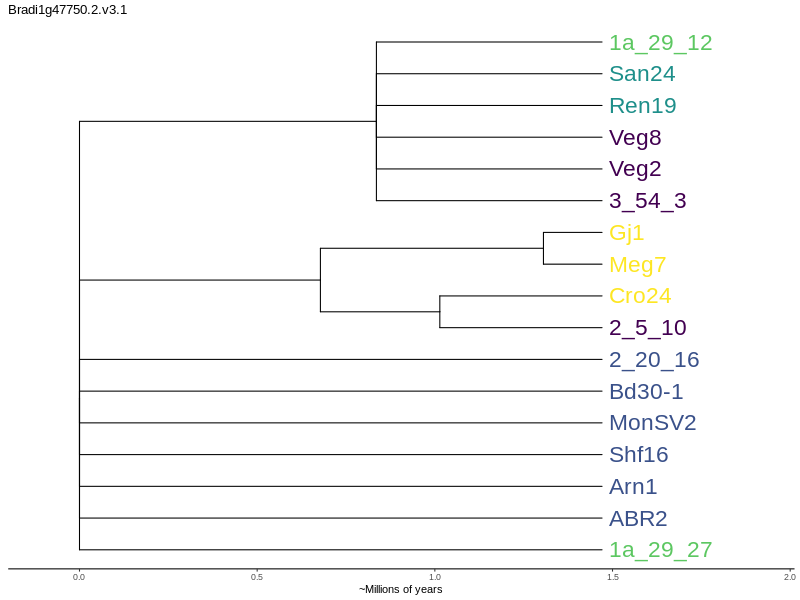 Bradi1g47750.2.v3.1
1a_29_12
San24
Ren19
Veg8
Veg2
3_54_3
Gj1
Meg7
Cro24
2_5_10
2_20_16
Bd30-1
MonSV2
Shf16
Arn1
ABR2
1a_29_27
0.0 0.5 1.0 1.5 2.0
~Millions of years